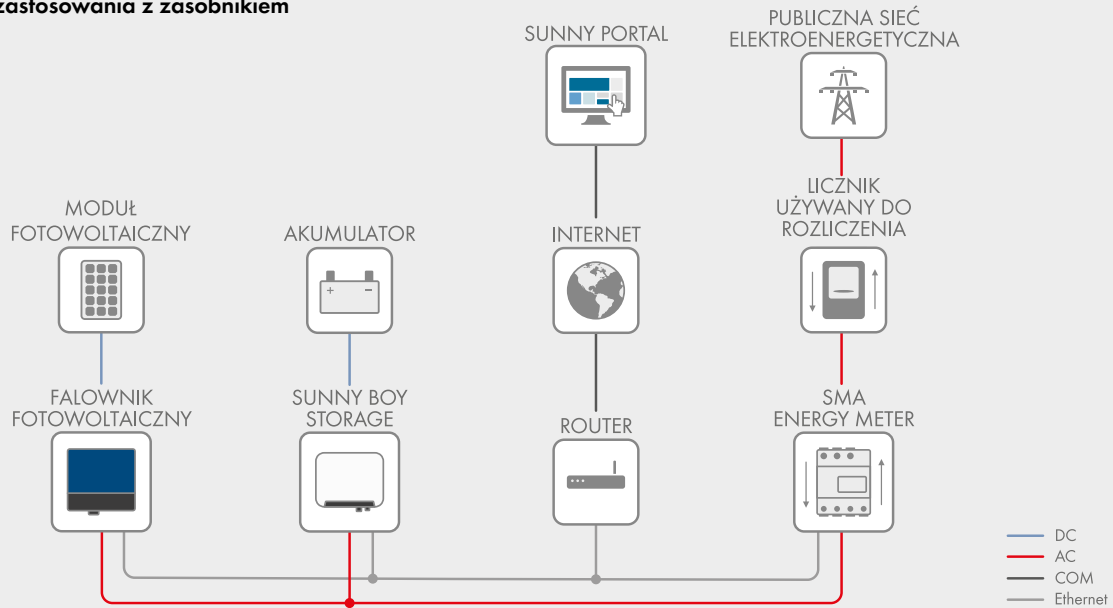 zastosowania z zasobnikiem
SUNNY PORTAL
PUBLICZNA SIEĆ
ELEKTROENERGETYCZNA
MODUŁ
FOTOWOLTAICZNY
AKUMULATOR
INTERNET
LICZNIK
UŻYWANY DO
ROZLICZENIA
FALOWNIK
FOTOWOLTAICZNY
SUNNY BOY
STORAGE
ROUTER
SMA
ENERGY METER
DC
AC
COM
Ethernet